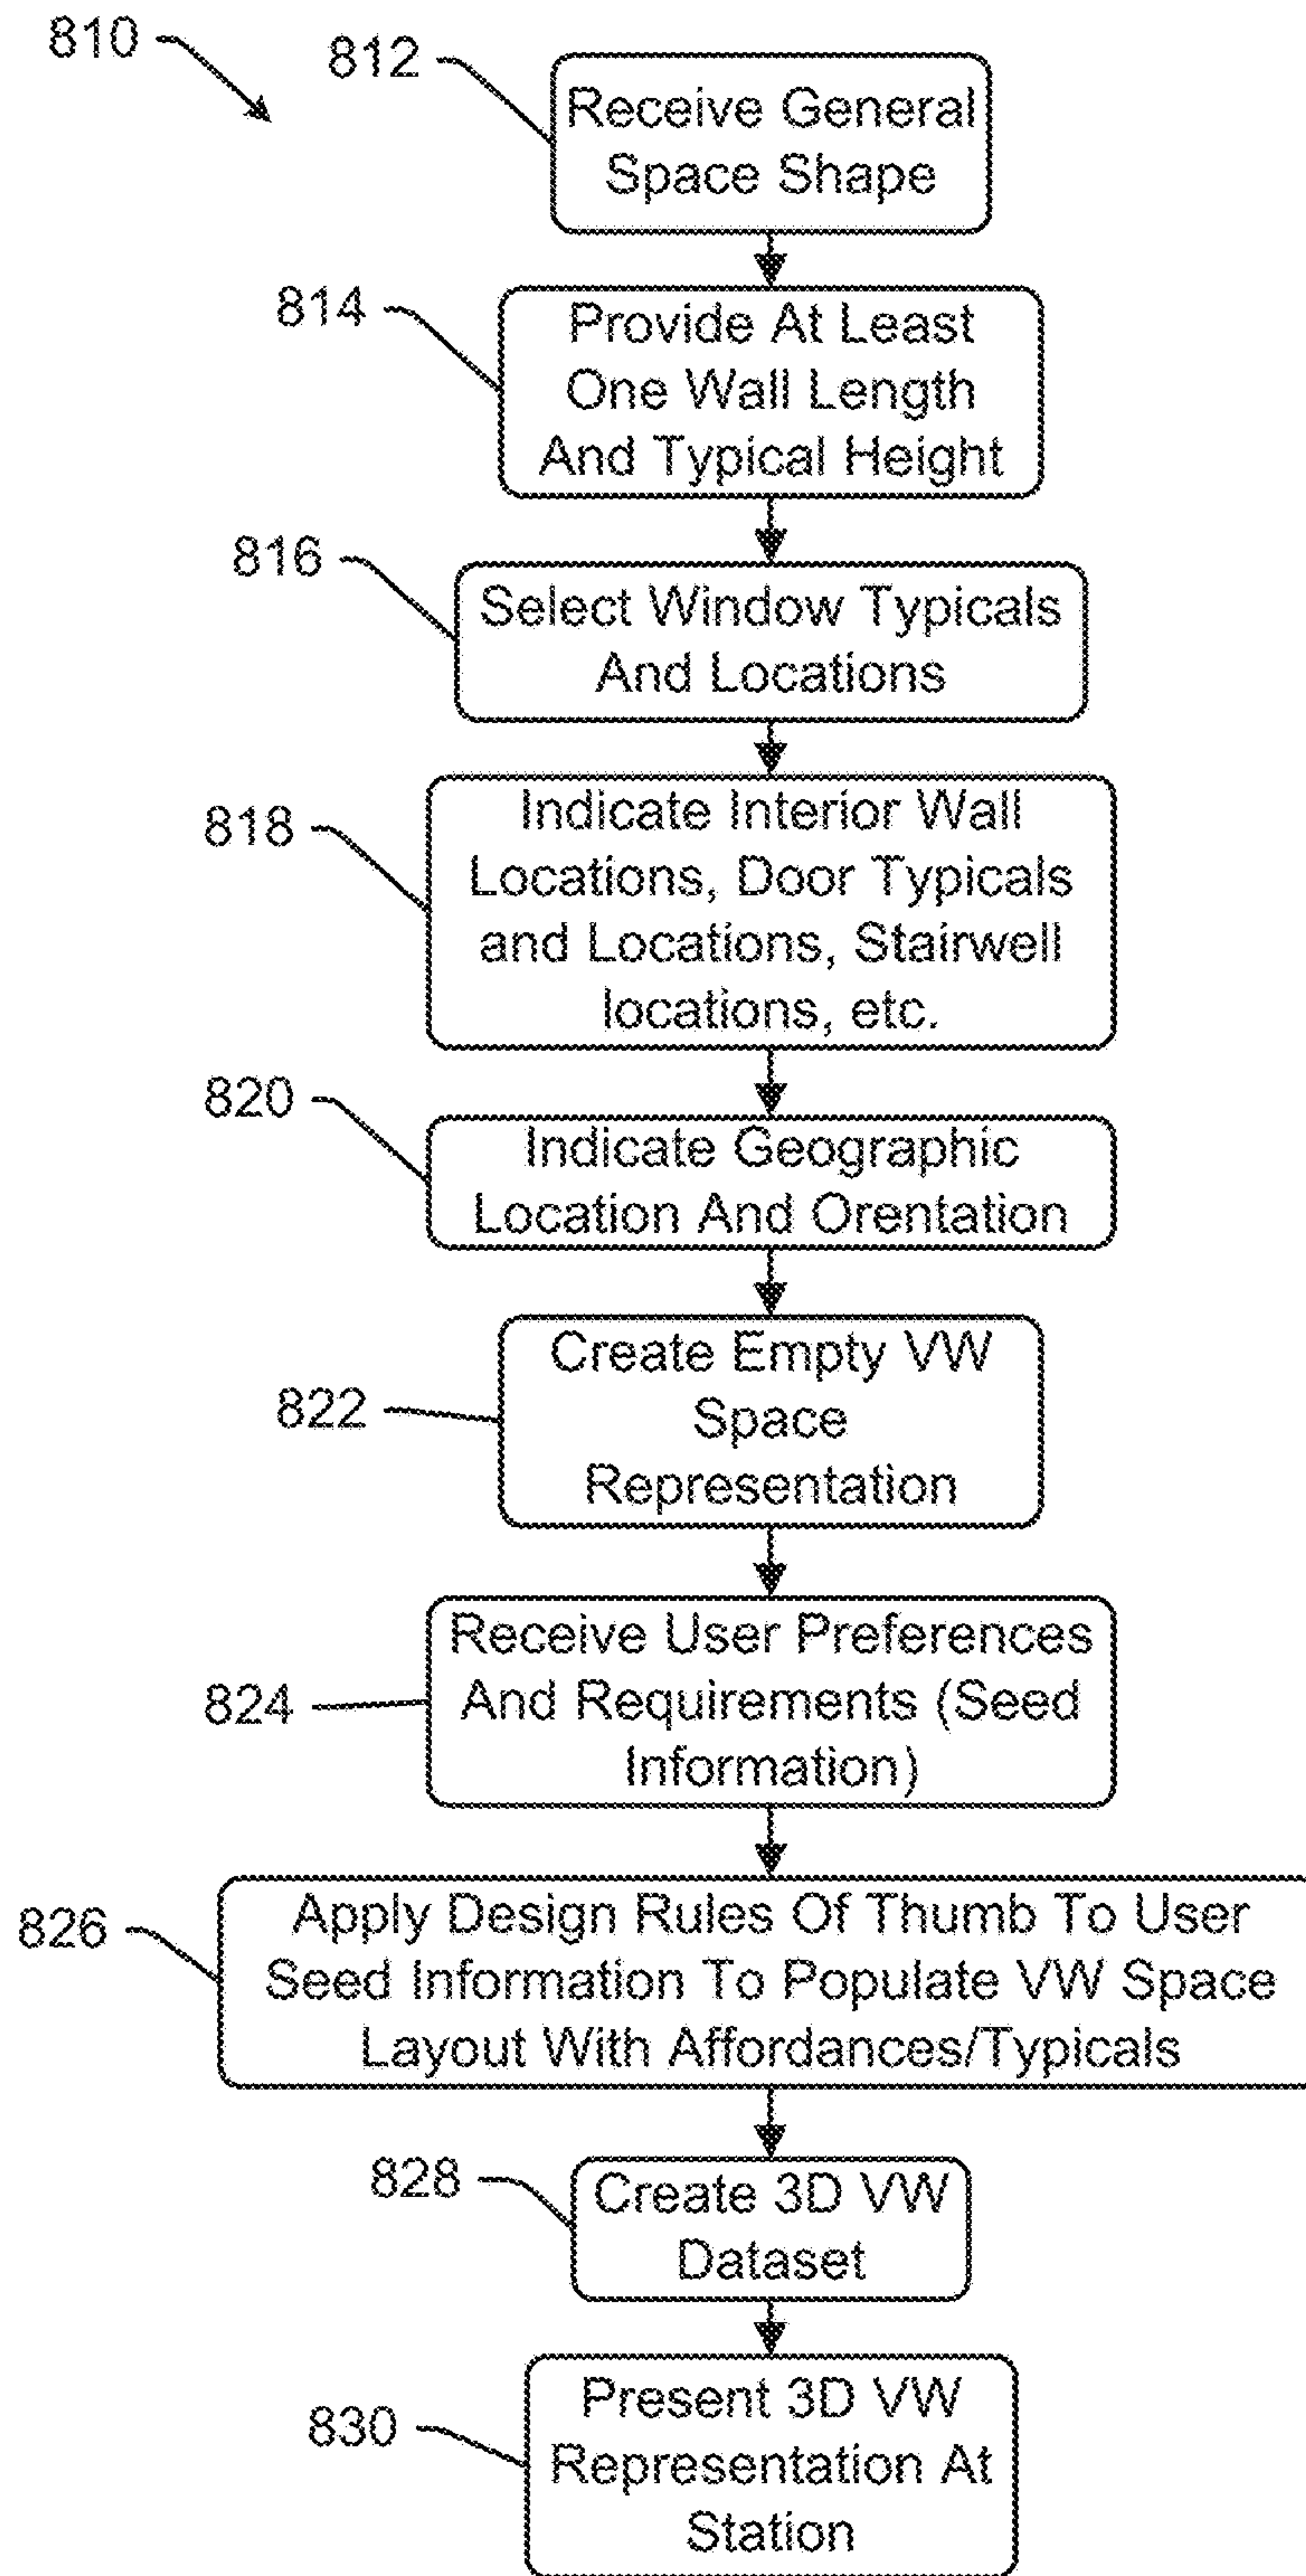 810
812
Receive General
Space Shape
814
Provide At Least
One Wall Length
And Typical Height
816
Select Window Typicals
And Locations
818
Indicate Interior Wall
Locations, Door Typicals
and Locations, Stairwell
locations, etc.
820
Indicate Geographic
Location And Orentation
822
Create Empty VW
Space
Representation
824
Receive User Preferences
And Requirements (Seed
Information)
826
Apply Design Rules Of Thumb To User
Seed Information To Populate VW Space
Layout With Affordances/Typicals
828
Create 3D VW
Dataset
830
Present 3D VW
Representation At
Station